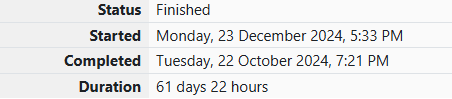 Status Finished
Started Monday, 23 December 2024, 5:33 PM
Completed Tuesday, 22 October 2024, 7:21 PM
Duration 61 days 22 hours